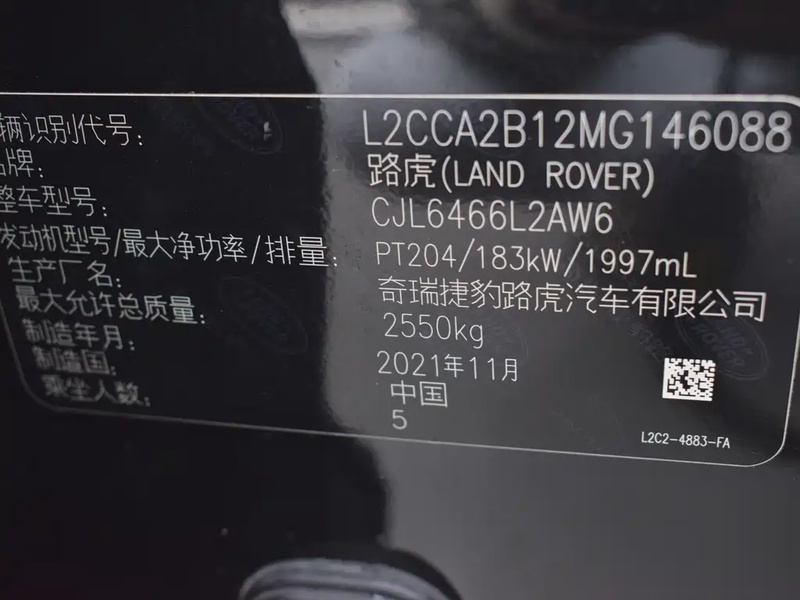 辆识别代号: L2CCA2B12MG146088
品牌: 路虎(LAND ROVER)
整车型号: CJL6466L2AW6
发动机型号/最大净功率/排量: PT204/183kW/1997mL
生产厂名: 奇瑞捷豹路虎汽车有限公司
最大允许总质量: 2550kg
制造年月: 2021年11月
制造国: 中国
乘坐人数: 5
L2C2-4883-FA